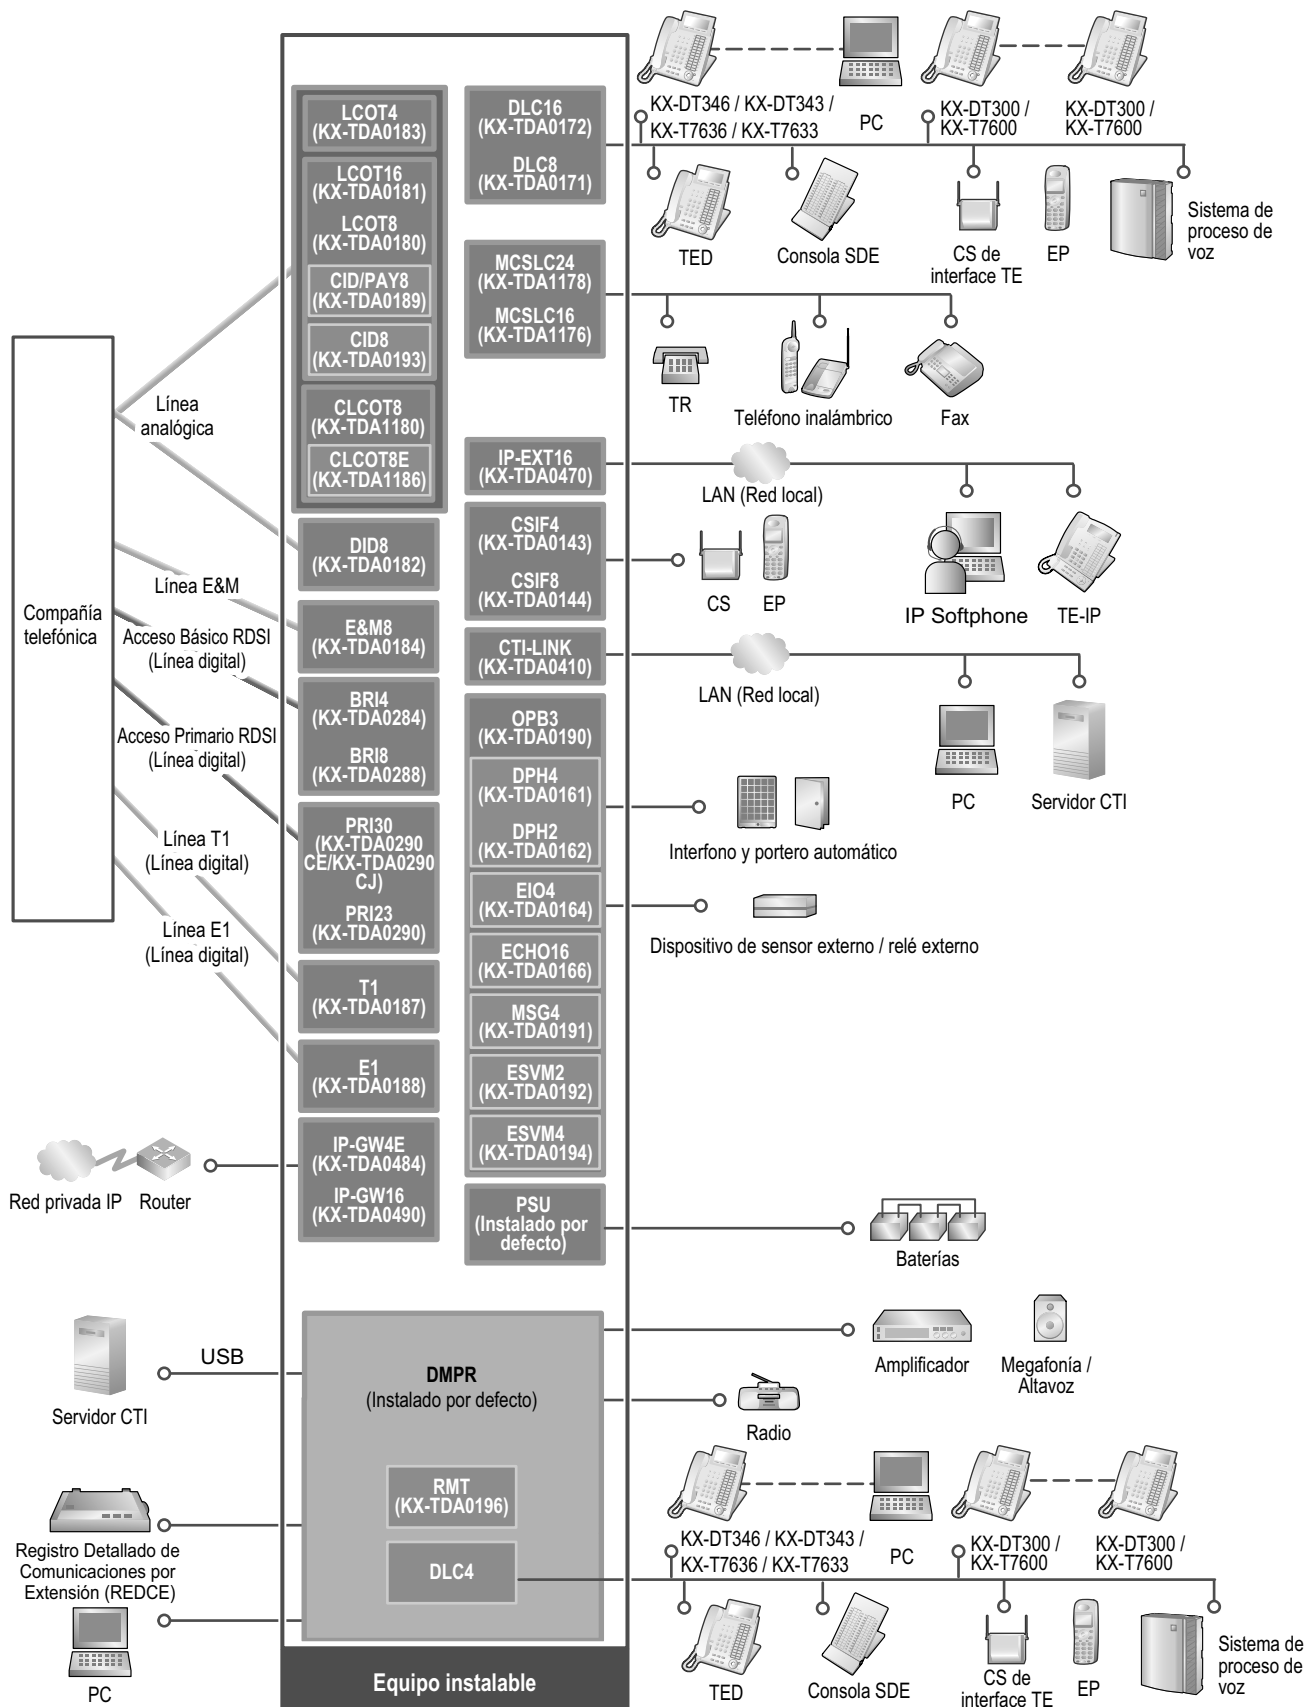 KX-DT346 / KX-DT343 /
KX-T7636 / KX-T7633
PC
KX-DT300 /
KX-T7600
KX-DT300 /
KX-T7600
TED
Consola SDE
CS de
interface TE
EP
Sistema de
proceso de
voz
LCOT4
(KX-TDA0183)
LCOT16
(KX-TDA0181)
LCOT8
(KX-TDA0180)
CID/PAY8
(KX-TDA0189)
CID8
(KX-TDA0193)
CLCOT8
(KX-TDA1180)
CLCOT8E
(KX-TDA1186)
DLC16
(KX-TDA0172)
DLC8
(KX-TDA0171)
MCSLC24
(KX-TDA1178)
MCSLC16
(KX-TDA1176)
TR
Teléfono inalámbrico
Fax
Línea
analógica
IP-EXT16
(KX-TDA0470)
LAN (Red local)
IP Softphone
TE-IP
DID8
(KX-TDA0182)
CSIF4
(KX-TDA0143)
CSIF8
(KX-TDA0144)
CS
EP
Compañía
telefónica
Línea E&M
E&M8
(KX-TDA0184)
CTI-LINK
(KX-TDA0410)
LAN (Red local)
PC
Servidor CTI
Acceso Básico RDSI
(Línea digital)
BRI4
(KX-TDA0284)
BRI8
(KX-TDA0288)
Acceso Primario RDSI
(Línea digital)
PRI30
(KX-TDA0290
CE/KX-TDA0290
CJ)
PRI23
(KX-TDA0290)
OPB3
(KX-TDA0190)
DPH4
(KX-TDA0161)
DPH2
(KX-TDA0162)
Interfono y portero automático
EIO4
(KX-TDA0164)
Dispositivo de sensor externo / relé externo
ECHO16
(KX-TDA0166)
MSG4
(KX-TDA0191)
ESVM2
(KX-TDA0192)
ESVM4
(KX-TDA0194)
Línea T1
(Línea digital)
T1
(KX-TDA0187)
Línea E1
(Línea digital)
E1
(KX-TDA0188)
Red privada IP
Router
IP-GW4E
(KX-TDA0484)
IP-GW16
(KX-TDA0490)
PSU
(Instalado por
defecto)
Baterías
USB
Servidor CTI
DMPR
(Instalado por defecto)
Amplificador
Megafonía /
Altavoz
Radio
RMT
(KX-TDA0196)
DLC4
Registro Detallado de
Comunicaciones por
Extensión (REDCE)
PC
KX-DT346 / KX-DT343 /
KX-T7636 / KX-T7633
PC
KX-DT300 /
KX-T7600
KX-DT300 /
KX-T7600
TED
Consola SDE
CS de
interface TE
EP
Sistema de
proceso de
voz
Equipo instalable